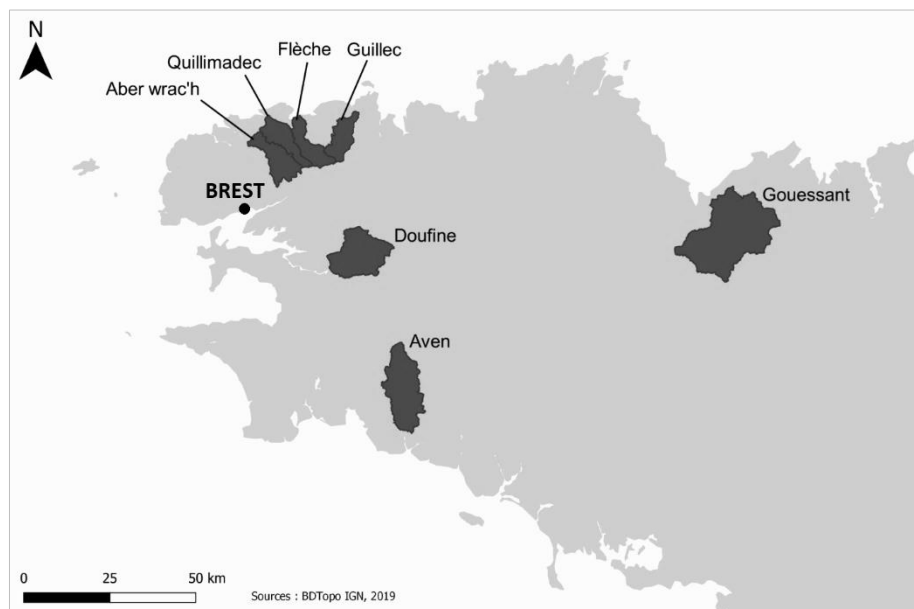 N
Flèche
Guillec
Quillimadec
Aber wrac'h
BREST
Gouessant
Doufine
Aven
0 25 50 km
Sources : BDTopo IGN, 2019